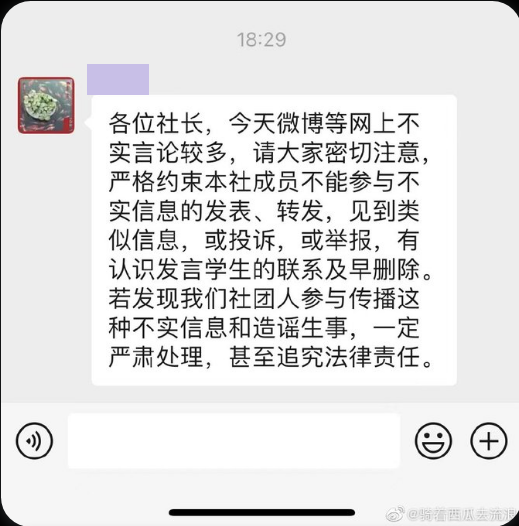 18:29
各位社长，今天微博等网上不
实言论较多，请大家密切注意，
严格约束本社成员不能参与不
实信息的发表、转发，见到类
似信息，或投诉，或举报，有
认识发言学生的联系及早删除。
若发现我们社团人参与传播这
种不实信息和造谣生事，一定
严肃处理，甚至追究法律责任。
@骑着西瓜去流浪